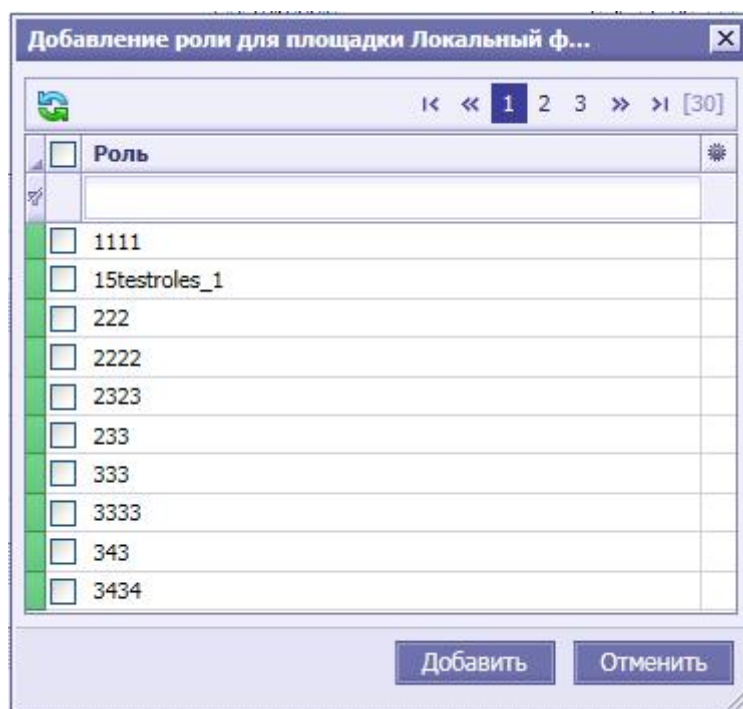 Добавление роли для площадки Локальный ф...
1 2 3 [30]
Роль
1111
15testroles_1
222
2222
2323
233
333
3333
343
3434
Добавить Отменить